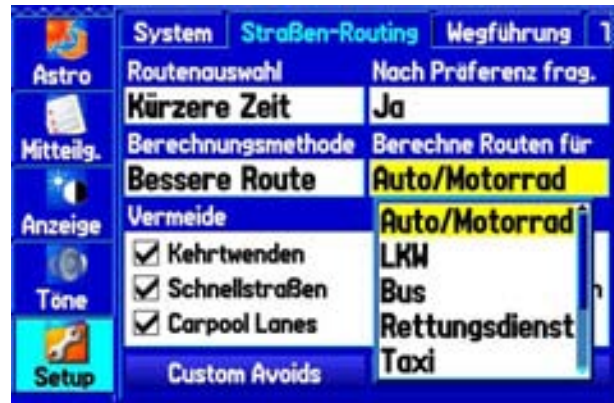 System Straßen-Routing Wegführung
Astro
Routenauswahl Nach Präferenz frag.
Kürzere Zeit Ja
Mitteilg.
Berechnungsmethode Berechne Routen für
Bessere Route Auto/Motorrad
Anzeige
Vermeide
Auto/Motorrad
Kehrtwenden
LKW
Schnellstraßen
Bus
Töne
Carpool Lanes
Rettungsdienst
Taxi
Setup
Custom Avoids